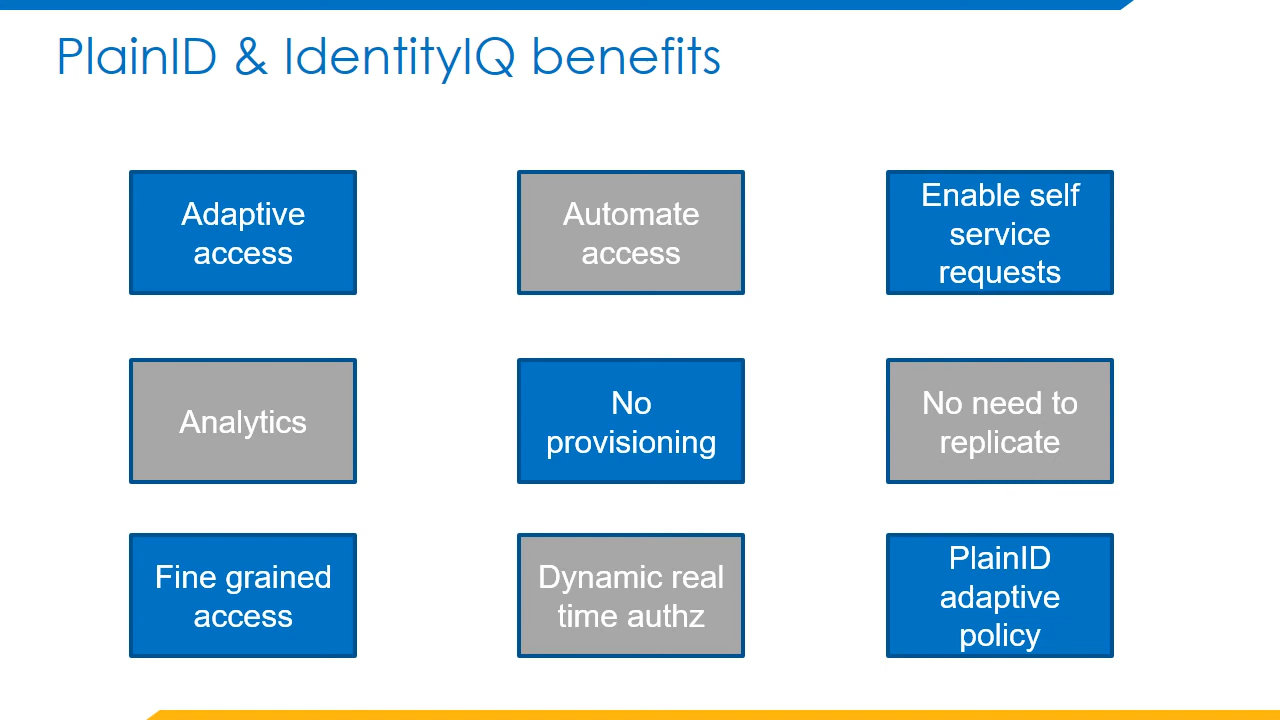 PlainID & IdentityIQ benefits
Adaptive
access
Automate
access
Enable self
service
requests
Analytics
No
provisioning
No need to
replicate
Fine grained
access
Dynamic real
time authz
PlainID
adaptive
policy